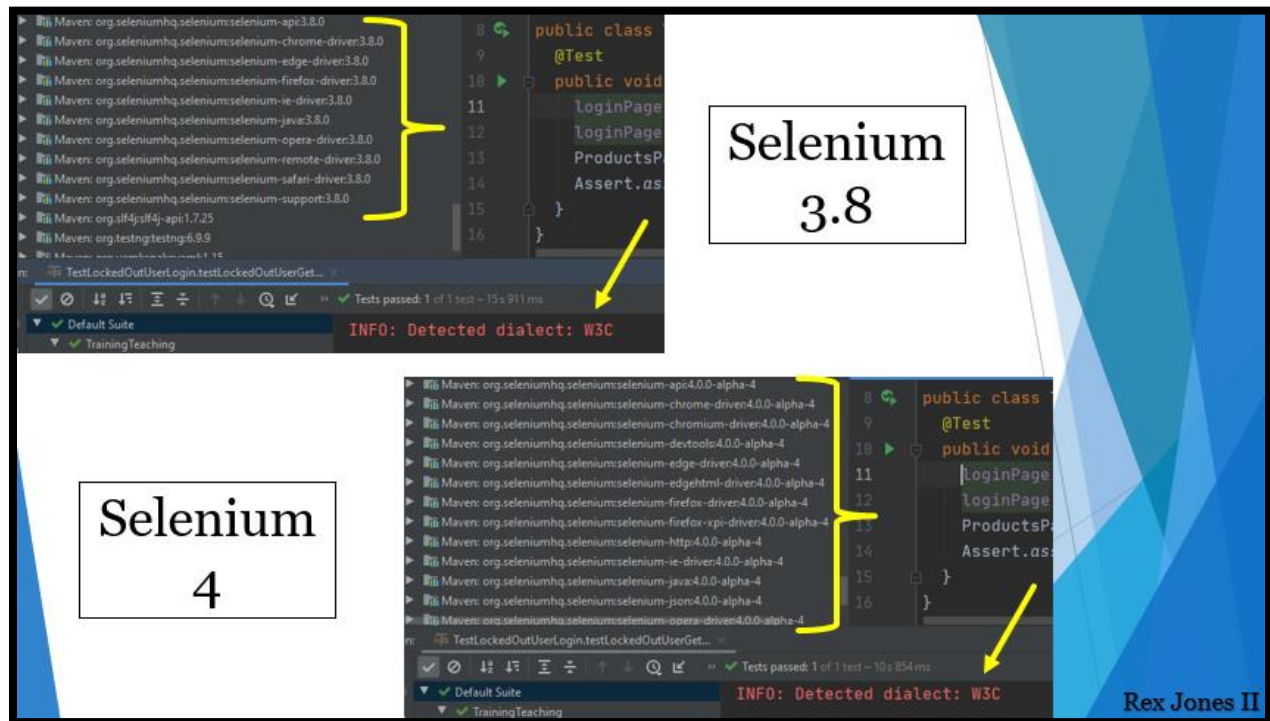 Maven: org.seleniumhq.selenium:selenium-api:3.8.0
Maven: org.seleniumhq.selenium:selenium-chrome-driver:3.8.0
Maven: org.seleniumhq.selenium:selenium-edge-driver:3.8.0
Maven: org.seleniumhq.selenium:selenium-firefox-driver:3.8.0
Maven: org.seleniumhq.selenium:selenium-ie-driver:3.8.0
Maven: org.seleniumhq.selenium:selenium-java:3.8.0
Maven: org.seleniumhq.selenium:selenium-opera-driver:3.8.0
Maven: org.seleniumhq.selenium:selenium-remote-driver:3.8.0
Maven: org.seleniumhq.selenium:selenium-safari-driver:3.8.0
Maven: org.seleniumhq.selenium:selenium-support:3.8.0
Maven: org.slf4j:slf4j-api:1.7.25
Maven: org.testng:testng:6.9.9
8 public class
9 @Test
10 public void
11 loginPage
12 loginPage
13 ProductsPa
14 Assert.as
15 }
16 }
n: TestLockedOutUserLogin.testLockedOutUserGet...
Tests passed: 1 of 1 test – 15 s 911 ms
Default Suite
TrainingTeaching
INFO: Detected dialect: W3C
Selenium
3.8
Selenium
4
Maven: org.seleniumhq.selenium:selenium-api:4.0.0-alpha-4
Maven: org.seleniumhq.selenium:selenium-chrome-driver:4.0.0-alpha-4
Maven: org.seleniumhq.selenium:selenium-chromium-driver:4.0.0-alpha-4
Maven: org.seleniumhq.selenium:selenium-devtools:4.0.0-alpha-4
Maven: org.seleniumhq.selenium:selenium-edge-driver:4.0.0-alpha-4
Maven: org.seleniumhq.selenium:selenium-edgehtml-driver:4.0.0-alpha-4
Maven: org.seleniumhq.selenium:selenium-firefox-driver:4.0.0-alpha-4
Maven: org.seleniumhq.selenium:selenium-firefox-xpi-driver:4.0.0-alpha-4
Maven: org.seleniumhq.selenium:selenium-http:4.0.0-alpha-4
Maven: org.seleniumhq.selenium:selenium-ie-driver:4.0.0-alpha-4
Maven: org.seleniumhq.selenium:selenium-java:4.0.0-alpha-4
Maven: org.seleniumhq.selenium:selenium-json:4.0.0-alpha-4
Maven: org.seleniumhq.selenium:selenium-opera-driver:4.0.0-alpha-4
8 public class
9 @Test
10 public void
11 loginPage
12 loginPage
13 ProductsPa
14 Assert.as
15 }
16 }
n: TestLockedOutUserLogin.testLockedOutUserGet...
Tests passed: 1 of 1 test – 10 s 854 ms
Default Suite
TrainingTeaching
INFO: Detected dialect: W3C
Rex Jones II